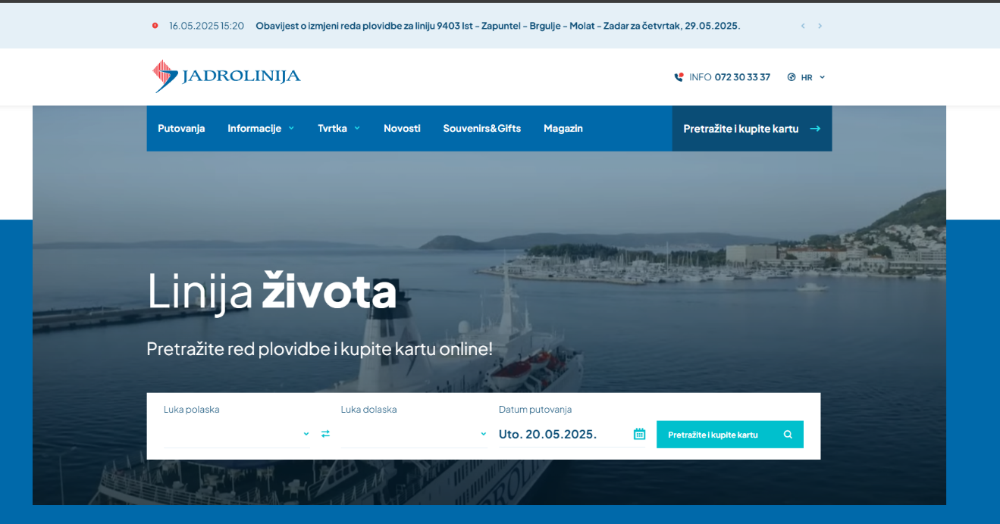 16.05.2025 15:20 Obavijest o izmjeni reda plovidbe za liniju 9403 Ist - Zapuntel - Brgulje - Molat - Zadar za četvrtak, 29.05.2025.
JADROLINIJA
INFO 072 30 33 37
HR
Putovanja Informacije Tvrtka Novosti Souvenirs&Gifts Magazin Pretražite i kupite kartu
Linija života
Pretražite red plovidbe i kupite kartu online!
Luka polaska Luka dolaska Datum putovanja
Uto. 20.05.2025. Pretražite i kupite kartu